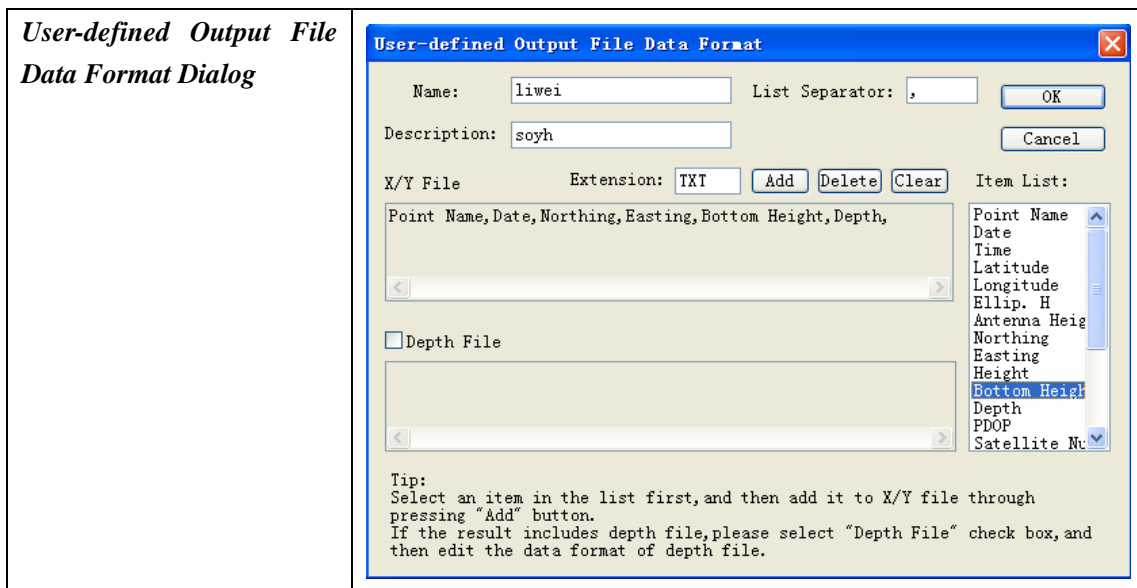 User-defined Output File
Data Format Dialog
User-defined Output File Data Format
Name: liwei List Separator: , OK
Description: soyh Cancel
X/Y File Extension: TXT Add Delete Clear Item List:
Point Name,Date,Northing,Easting,Bottom Height,Depth,
Point Name
Date
Time
Latitude
Longitude
Ellip. H
Antenna Heig
Northing
Easting
Height
Bottom Heigh
Depth
PDOP
Satellite Nu
Depth File
Tip:
Select an item in the list first,and then add it to X/Y file through
pressing "Add" button.
If the result includes depth file,please select "Depth File" check box,and
then edit the data format of depth file.